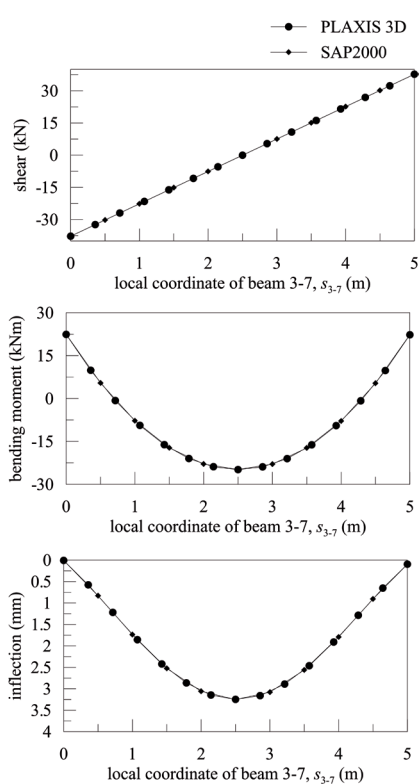 PLAXIS 3D
SAP2000
shear (kN)
30
15
0
-15
-30
0 1 2 3 4 5
local coordinate of beam 3-7, s3-7 (m)
bending moment (kNm)
30
15
0
-15
-30
0 1 2 3 4 5
local coordinate of beam 3-7, s3-7 (m)
inflection (mm)
0
0.5
1
1.5
2
2.5
3
3.5
4
0 1 2 3 4 5
local coordinate of beam 3-7, s3-7 (m)